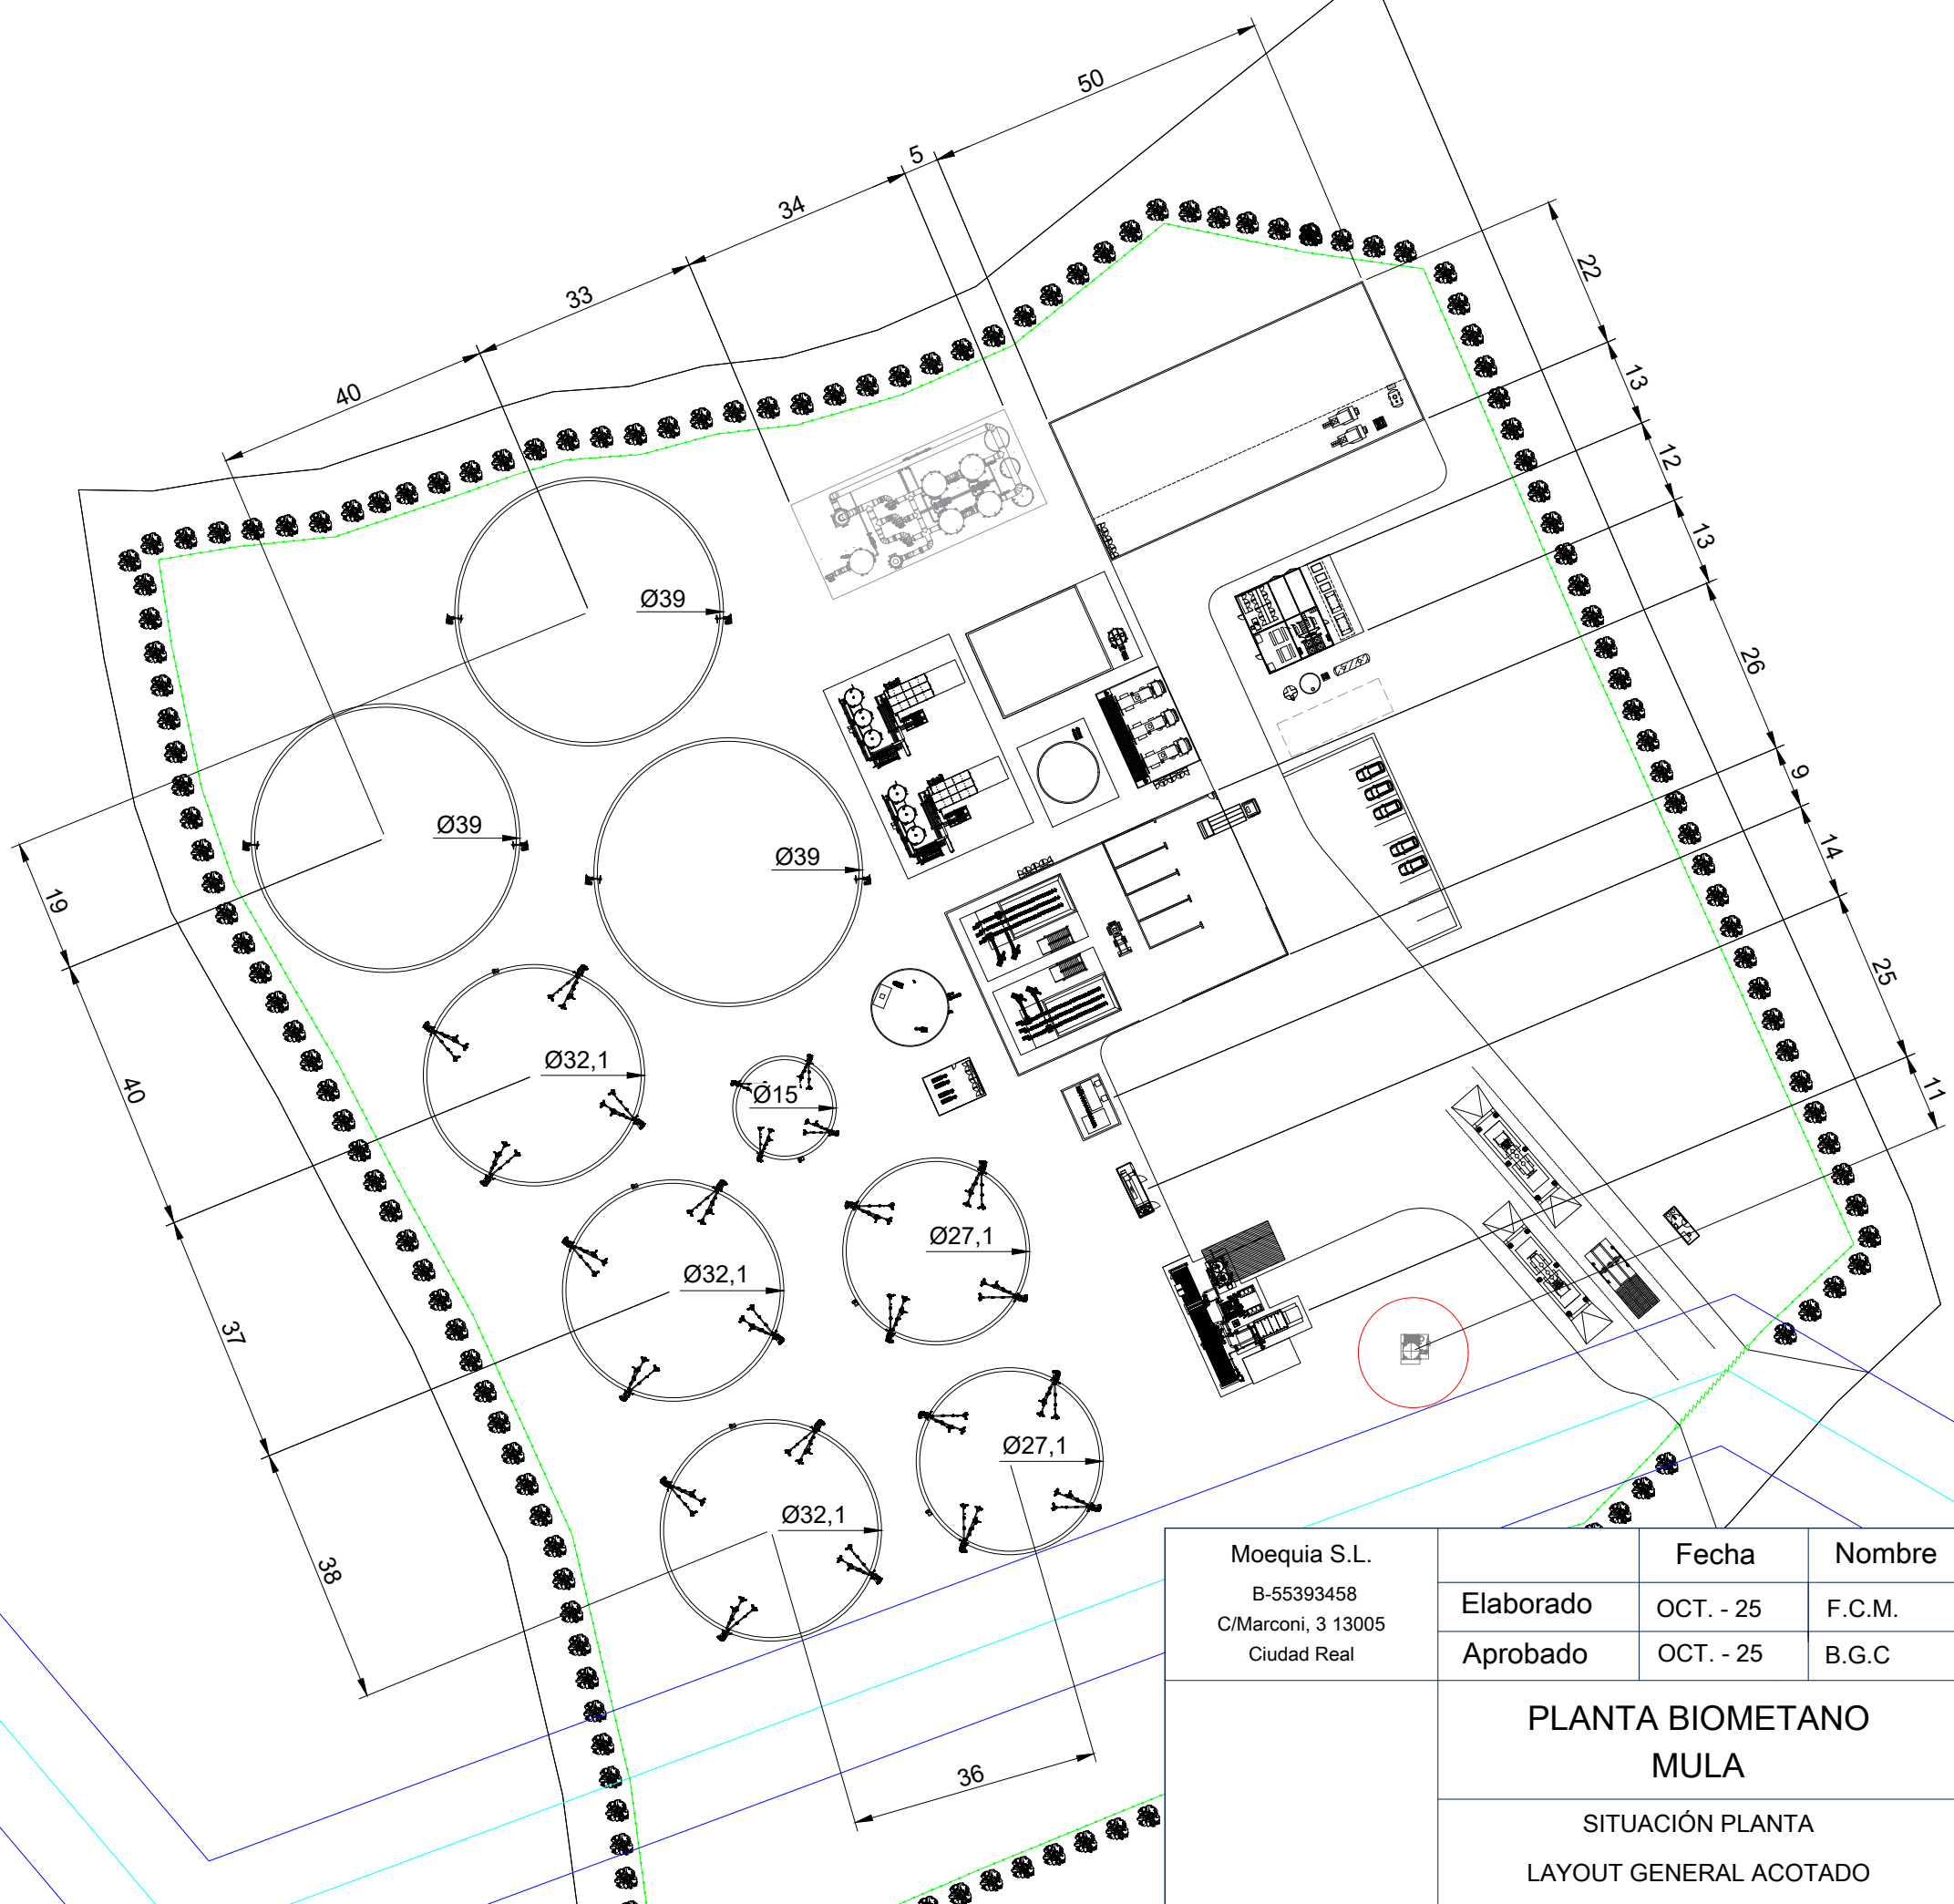 50
5
34
33
40
22
13
12
13
26
9
14
25
11
19
40
37
38
36
Ø39
Ø39
Ø39
Ø32,1
Ø15
Ø27,1
Ø32,1
Ø27,1
Ø32,1
Moequia S.L.
B-55393458
C/Marconi, 3 13005
Ciudad Real
Fecha Nombre
Elaborado OCT. - 25 F.C.M.
Aprobado OCT. - 25 B.G.C
PLANTA BIOMETANO
MULA
SITUACIÓN PLANTA
LAYOUT GENERAL ACOTADO